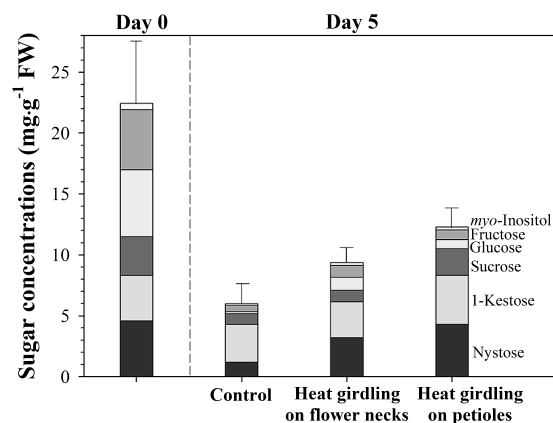 Day 0
Day 5
Sugar concentrations (mg·g-1 FW)
25
20
15
10
5
0
myo-Inositol
Fructose
Glucose
Sucrose
1-Kestose
Nystose
Control
Heat girdling
on flower necks
Heat girdling
on petioles